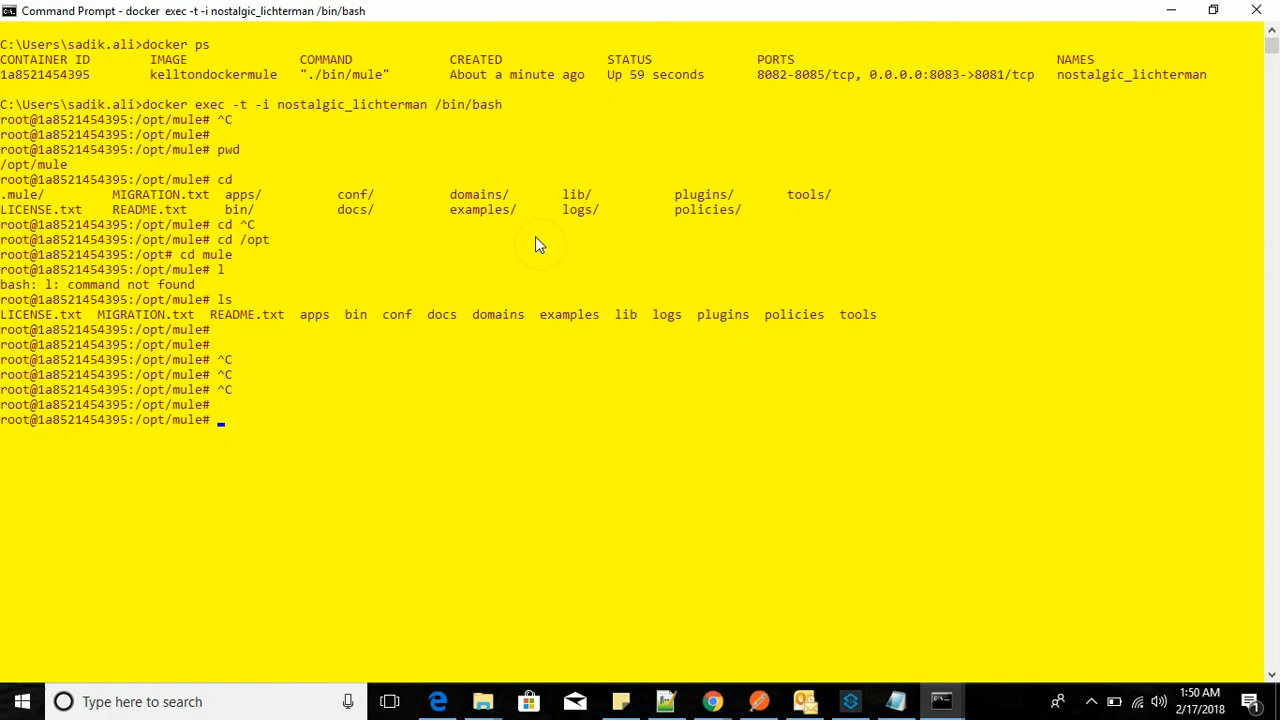 Command Prompt - docker exec -t -i nostalgic_lichterman /bin/bash
C:\Users\sadik.ali>docker ps
CONTAINER ID IMAGE COMMAND CREATED STATUS PORTS NAMES
1a8521454395 kelltondockermule "./bin/mule" About a minute ago Up 59 seconds 8082-8085/tcp, 0.0.0.0:8083->8081/tcp nostalgic_lichterman
C:\Users\sadik.ali>docker exec -t -i nostalgic_lichterman /bin/bash
root@1a8521454395:/opt/mule# ^C
root@1a8521454395:/opt/mule#
root@1a8521454395:/opt/mule# pwd
/opt/mule
root@1a8521454395:/opt/mule# cd
.mule/ MIGRATION.txt apps/ conf/ domains/ lib/ plugins/ tools/
LICENSE.txt README.txt bin/ docs/ examples/ logs/ policies/
root@1a8521454395:/opt/mule# cd ^C
root@1a8521454395:/opt/mule# cd /opt
root@1a8521454395:/opt# cd mule
root@1a8521454395:/opt/mule# l
bash: l: command not found
root@1a8521454395:/opt/mule# ls
LICENSE.txt MIGRATION.txt README.txt apps bin conf docs domains examples lib logs plugins policies tools
root@1a8521454395:/opt/mule#
root@1a8521454395:/opt/mule#
root@1a8521454395:/opt/mule# ^C
root@1a8521454395:/opt/mule# ^C
root@1a8521454395:/opt/mule# ^C
root@1a8521454395:/opt/mule#
root@1a8521454395:/opt/mule#
Type here to search
1:50 AM
2/17/2018